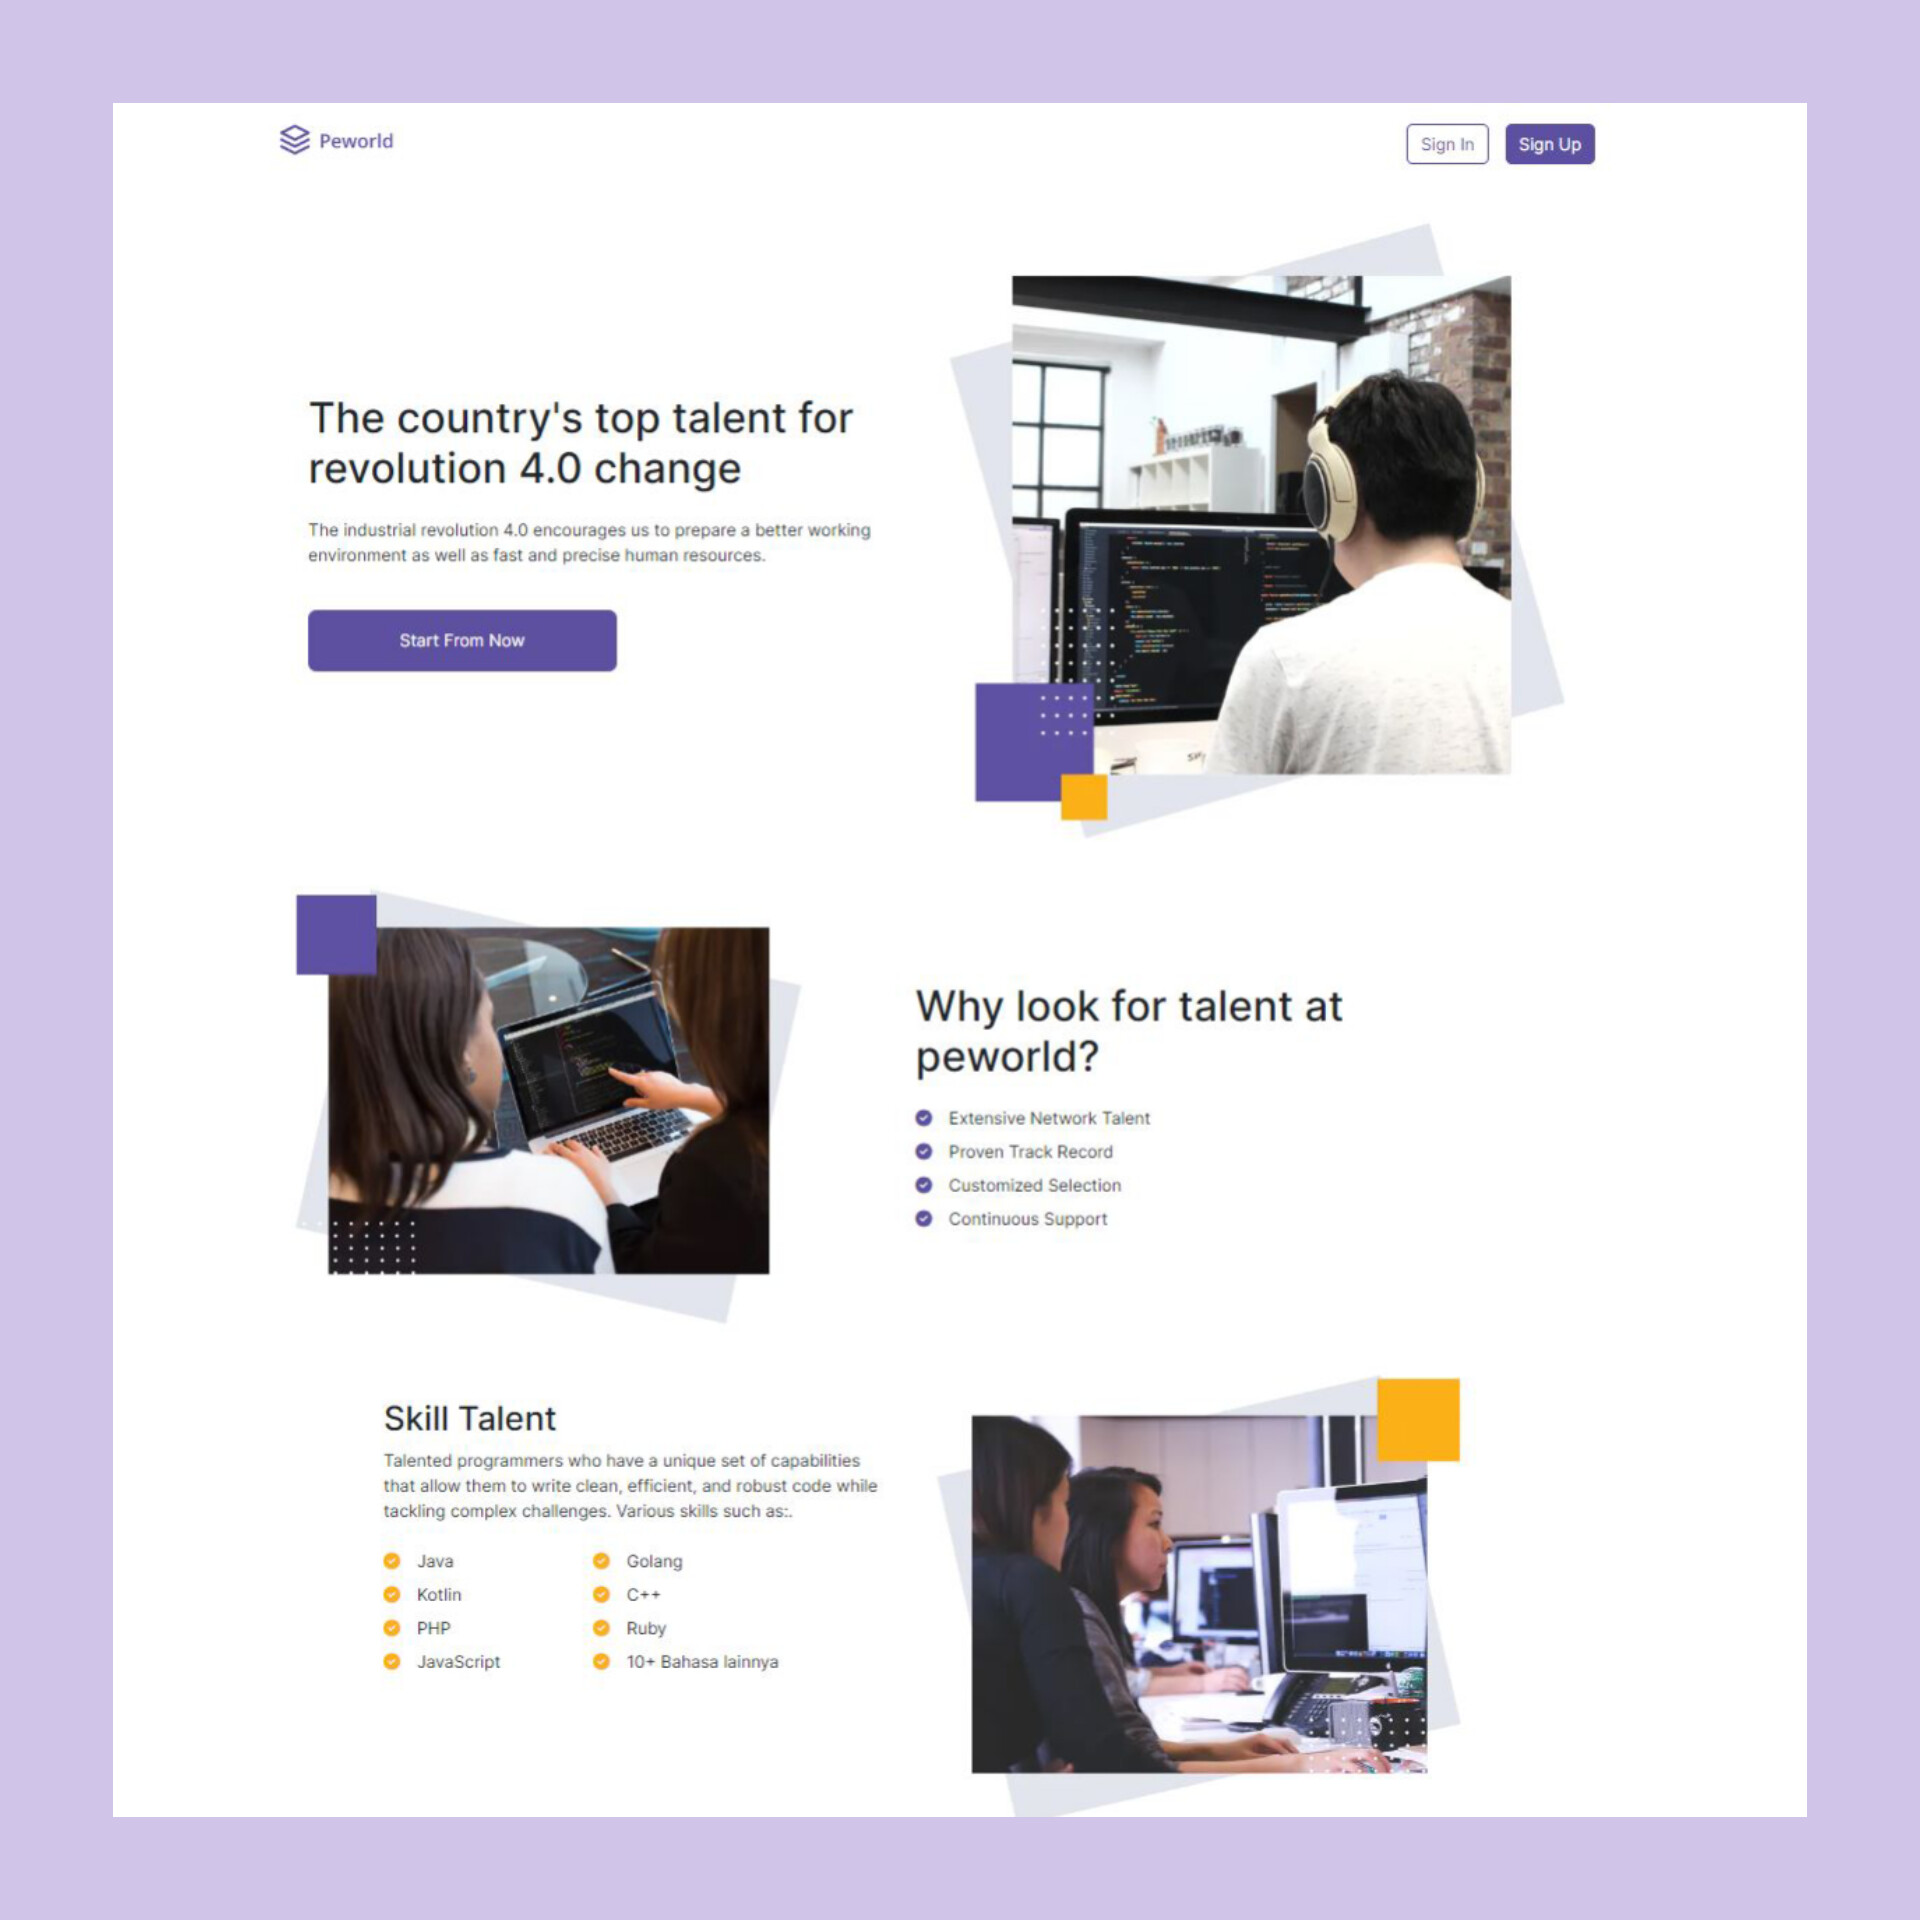 Peworld
Sign In
Sign Up
The country's top talent for
revolution 4.0 change
The industrial revolution 4.0 encourages us to prepare a better working
environment as well as fast and precise human resources.
Start From Now
Why look for talent at
peworld?
Extensive Network Talent
Proven Track Record
Customized Selection
Continuous Support
Skill Talent
Talented programmers who have a unique set of capabilities
that allow them to write clean, efficient, and robust code while
tackling complex challenges. Various skills such as:.
Java
Kotlin
PHP
JavaScript
Golang
C++
Ruby
10+ Bahasa lainnya